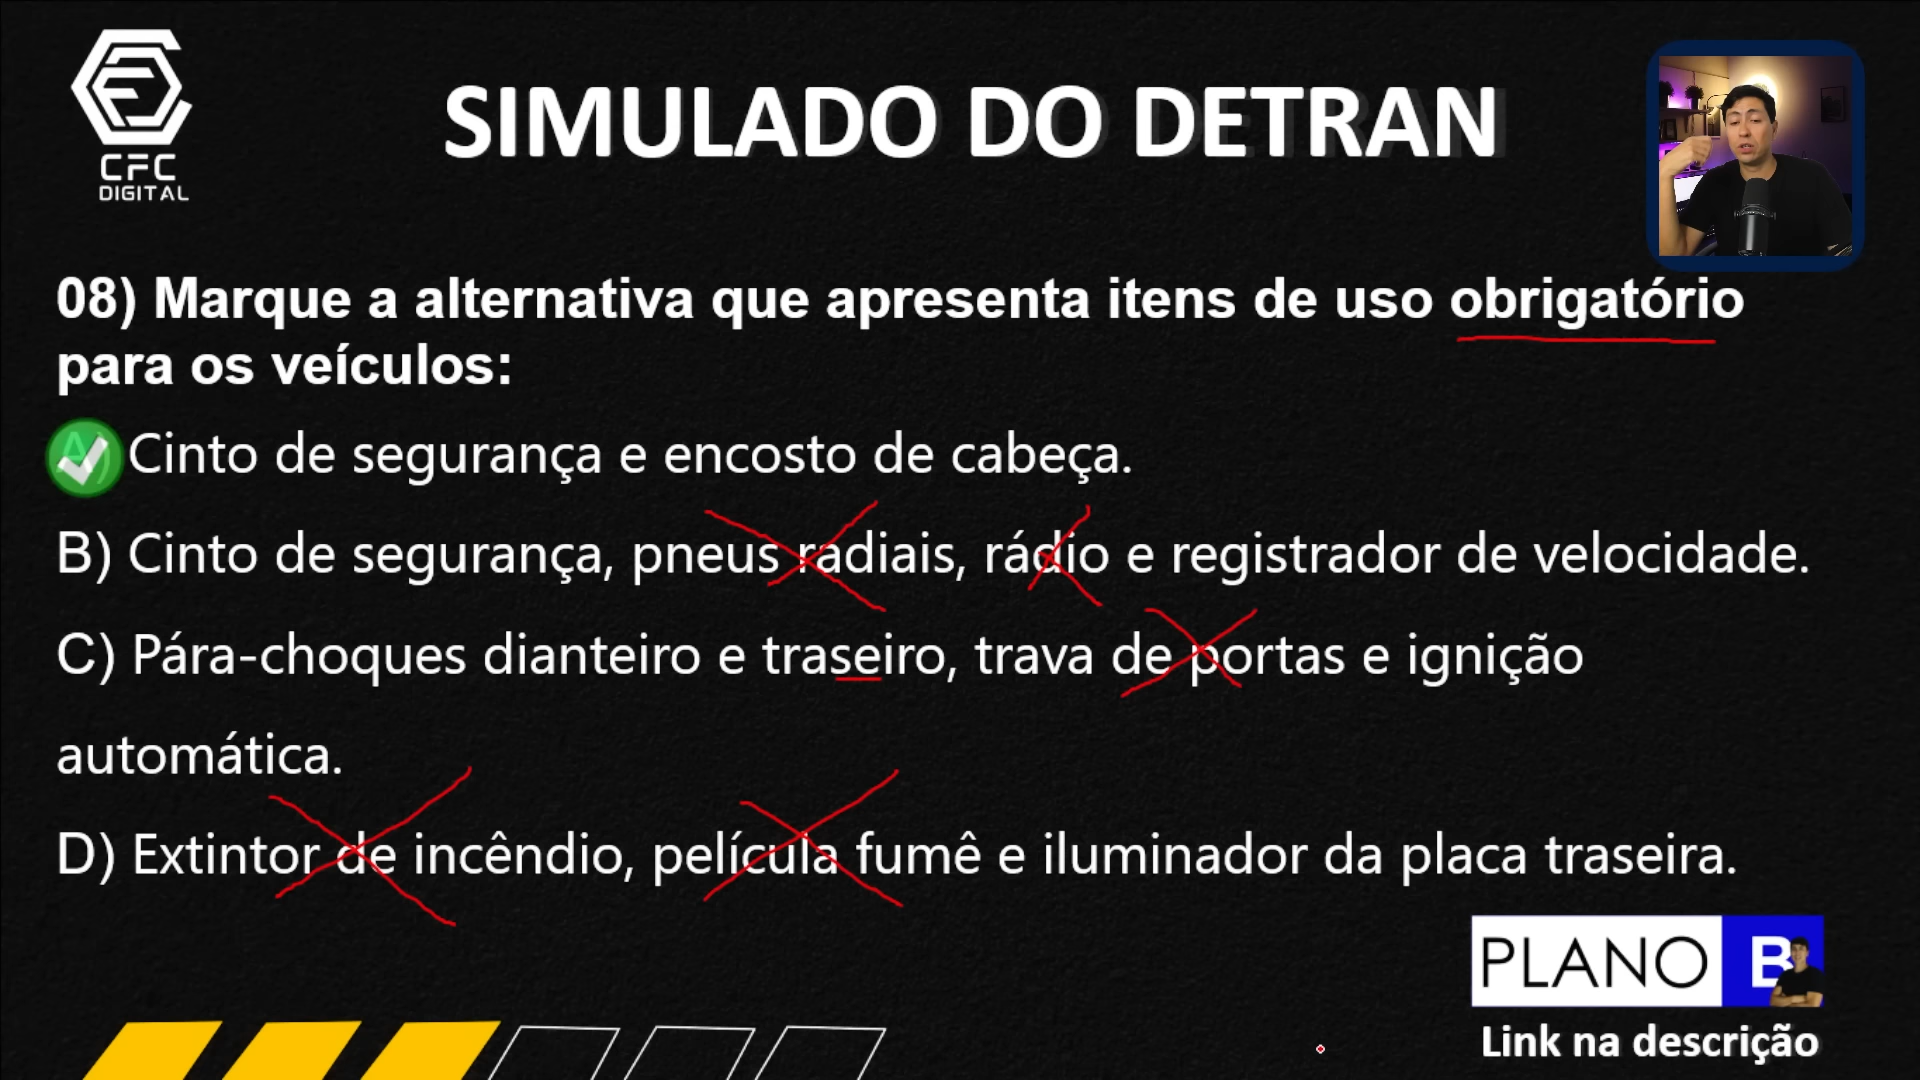 CFC
DIGITAL
SIMULADO DO DETRAN
08) Marque a alternativa que apresenta itens de uso obrigatório
para os veículos:
A) Cinto de segurança e encosto de cabeça.
B) Cinto de segurança, pneus radiais, rádio e registrador de velocidade.
C) Pára-choques dianteiro e traseiro, trava de portas e ignição
automática.
D) Extintor de incêndio, película fumê e iluminador da placa traseira.
PLANO B
Link na descrição